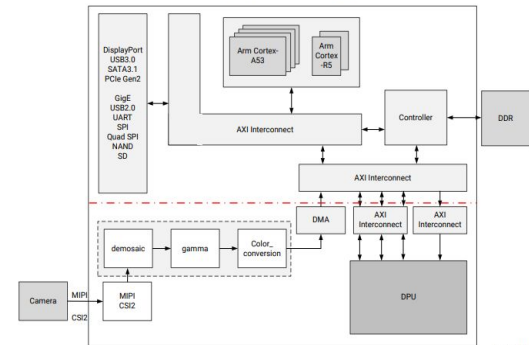 DisplayPort
USB3.0
SATA3.1
PCIe Gen2
GigE
USB2.0
UART
SPI
Quad SPI
NAND
SD
Arm Cortex-
A53
Arm
Cortex
-R5
AXI Interconnect
Controller
DDR
AXI Interconnect
DMA
AXI
Interconnect
AXI
Interconnect
demosaic
gamma
Color_
conversion
DPU
Camera
MIPI
CSI2
MIPI
CSI2